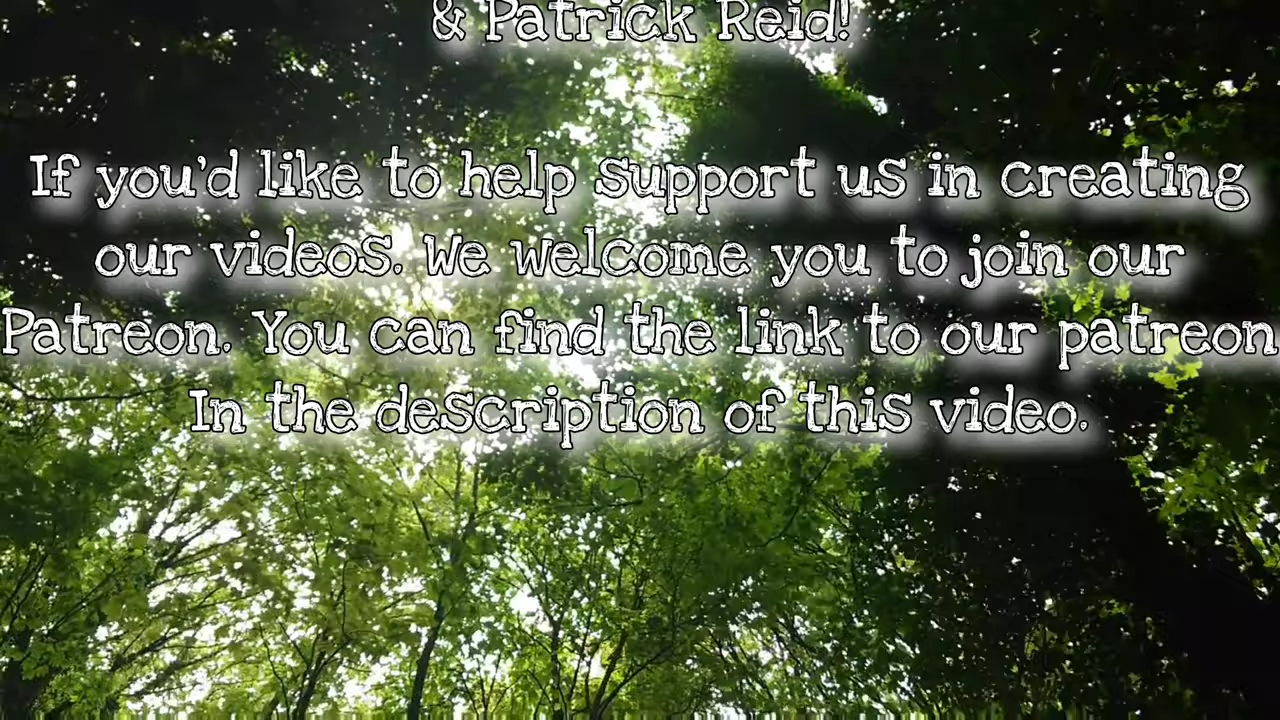 & Patrick Reid!
If you'd like to help support us in creating
our videos. We welcome you to join our
Patreon. You can find the link to our patreon
In the description of this video.